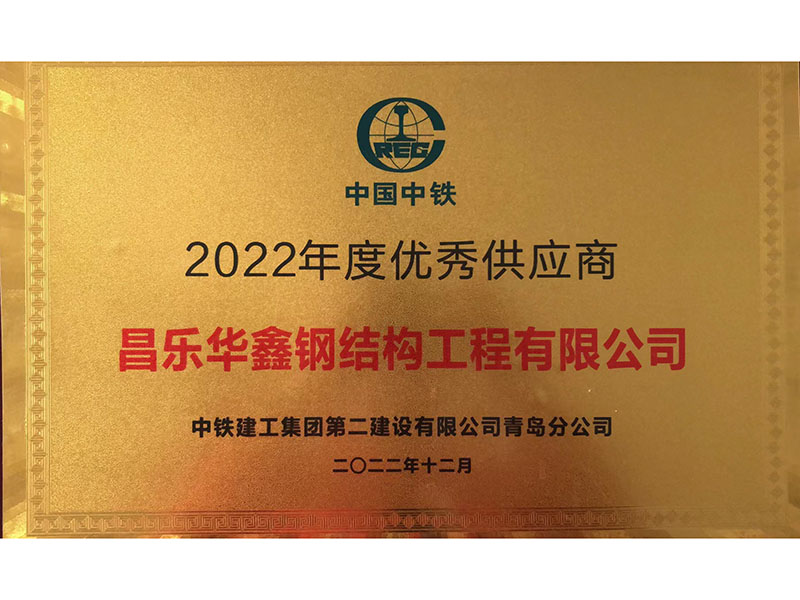 CREG
中国中铁
2022年度优秀供应商
昌乐华鑫钢结构工程有限公司
中铁建工集团第二建设有限公司青岛分公司
二〇二二年十二月